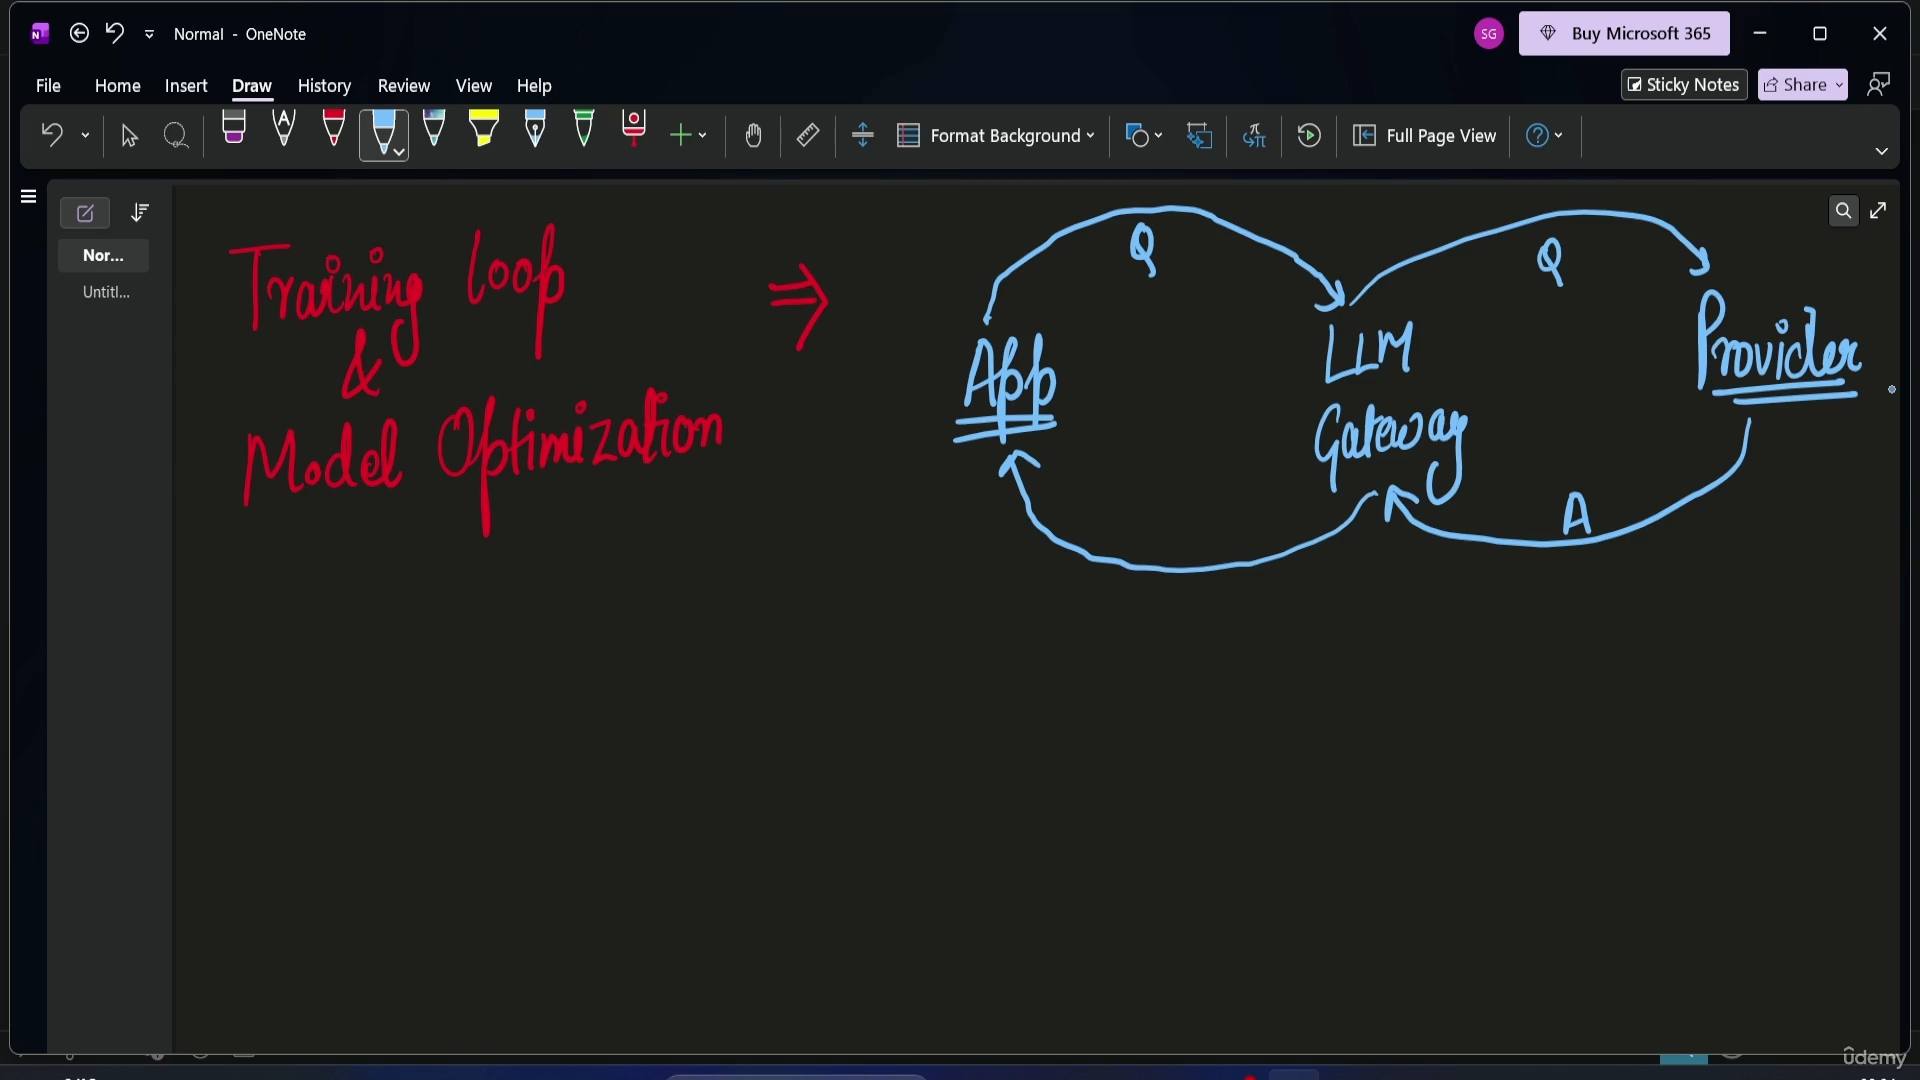 Normal - OneNote
SG
Buy Microsoft 365
File Home Insert Draw History Review View Help
Sticky Notes
Share
Format Background
Full Page View
Nor...
Untitl...
Training loop
&
Model Optimization
⇒
Q
Q
App
LLM
Gateway
Provider
A
udemy